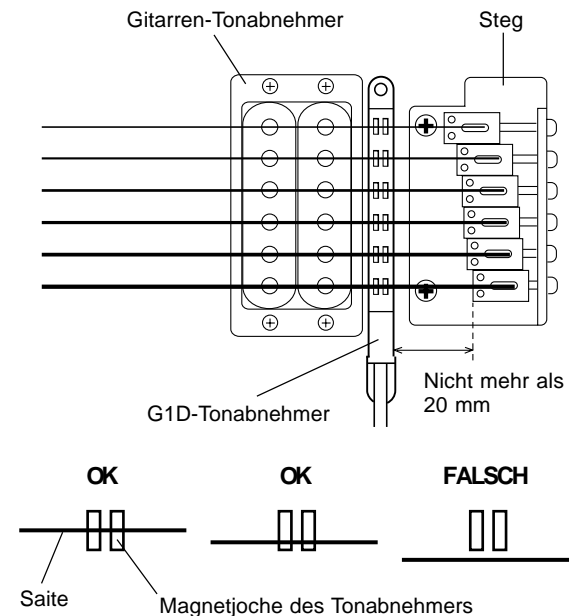 Gitarren-Tonabnehmer
Steg
Nicht mehr als
20 mm
G1D-Tonabnehmer
OK
OK
FALSCH
Saite
Magnetjoche des Tonabnehmers